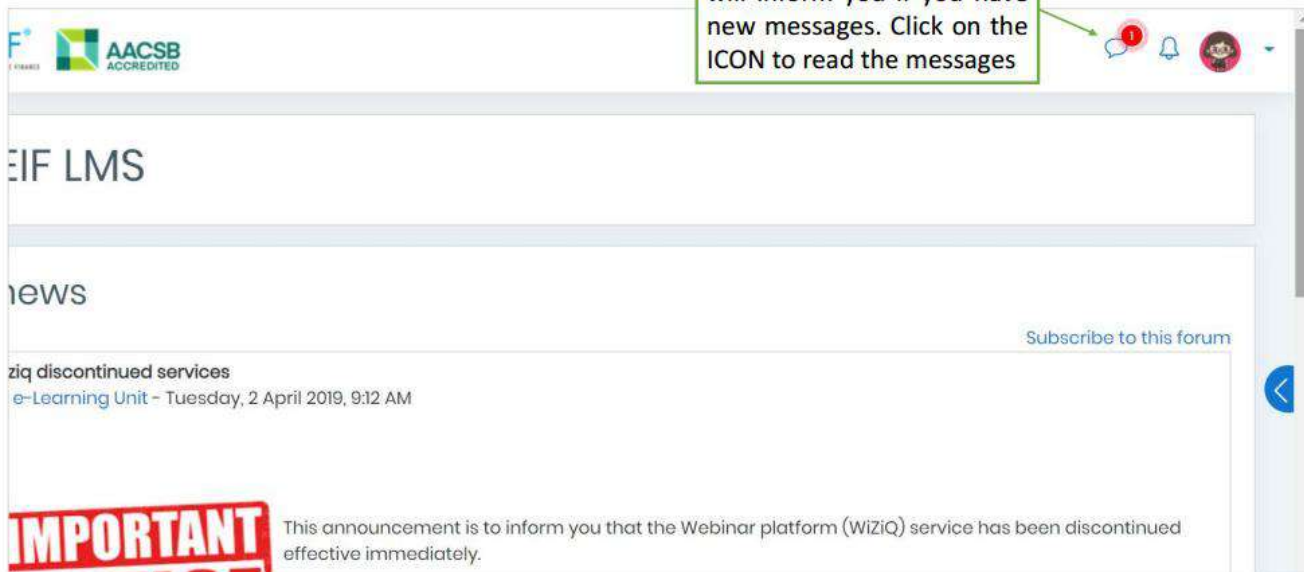 new messages. Click on the
ICON to read the messages
1
AACSB
ACCREDITED
EIF LMS
news
Subscribe to this forum
ziq discontinued services
e-Learning Unit - Tuesday, 2 April 2019, 9:12 AM
IMPORTANT
This announcement is to inform you that the Webinar platform (WiZiQ) service has been discontinued
effective immediately.